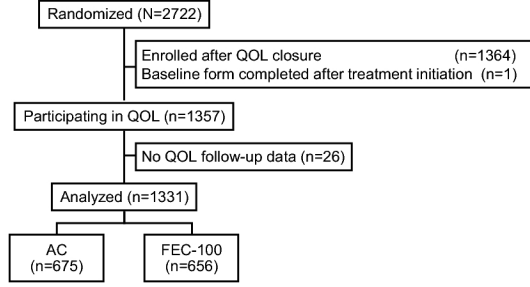 Randomized (N=2722)
Enrolled after QOL closure (n=1364)
Baseline form completed after treatment initiation (n=1)
Participating in QOL (n=1357)
No QOL follow-up data (n=26)
Analyzed (n=1331)
AC
(n=675)
FEC-100
(n=656)